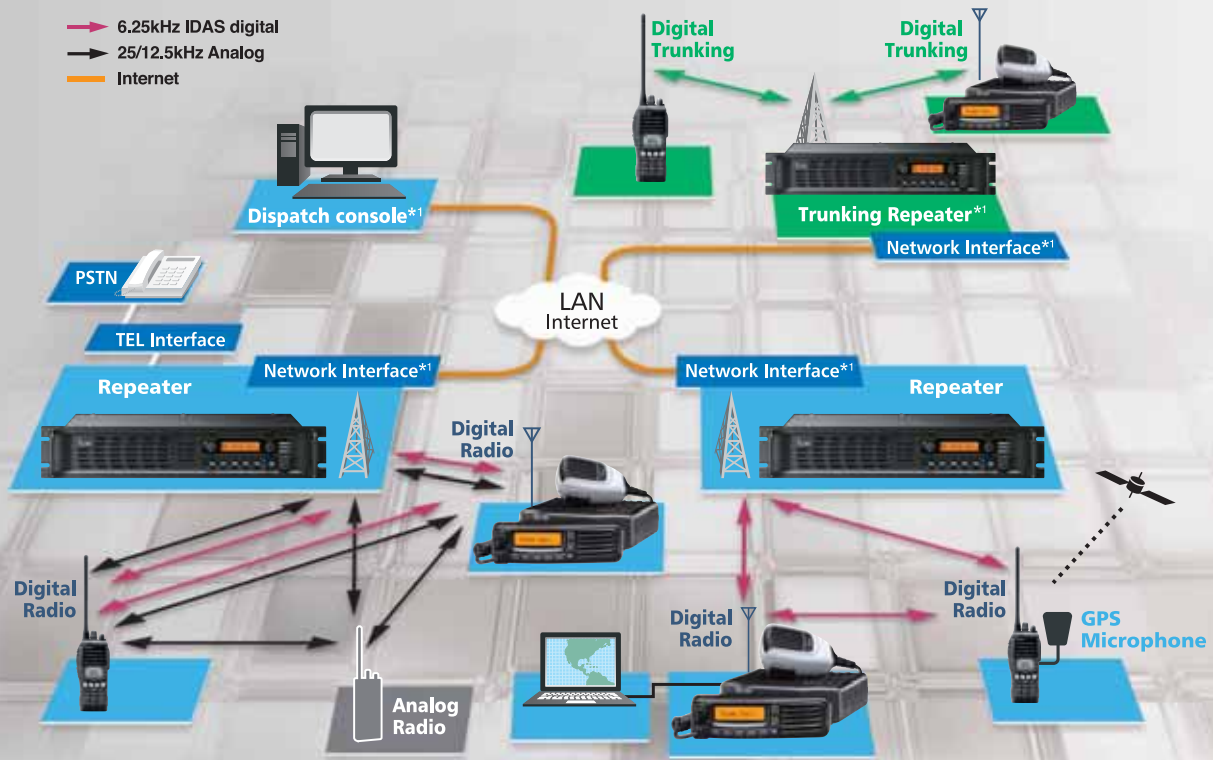 6.25kHz IDAS digital
25/12.5kHz Analog
Internet
Digital
Trunking
Digital
Trunking
Dispatch console*1
Trunking Repeater*1
Network Interface*1
PSTN
TEL Interface
LAN
Internet
Network Interface*1
Repeater
Network Interface*1
Repeater
Digital
Radio
Digital
Radio
Analog
Radio
Digital
Radio
Digital
Radio
GPS
Microphone